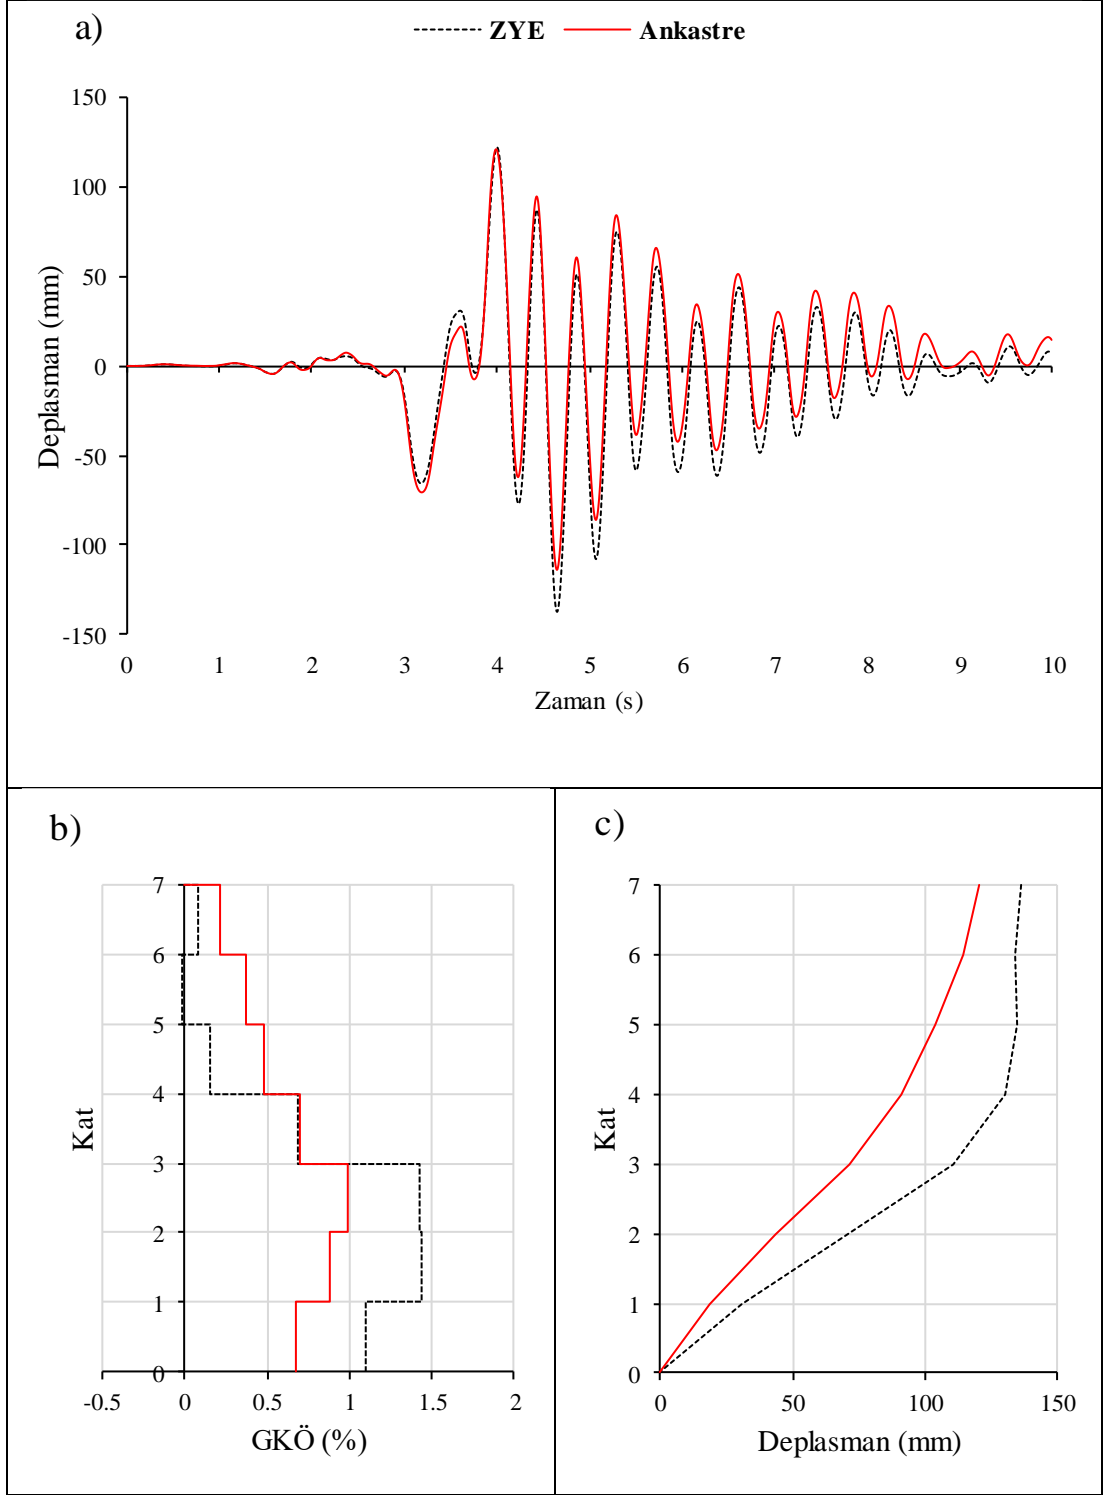 a)
ZYE Ankastre
150
100
50
0
-50
-100
-150
Deplasman (mm)
0 1 2 3 4 5 6 7 8 9 10
Zaman (s)
b)
7
6
5
4
3
2
1
0
Kat
-0.5 0 0.5 1 1.5 2
GKÖ (%)
c)
7
6
5
4
3
2
1
0
Kat
0 50 100 150
Deplasman (mm)